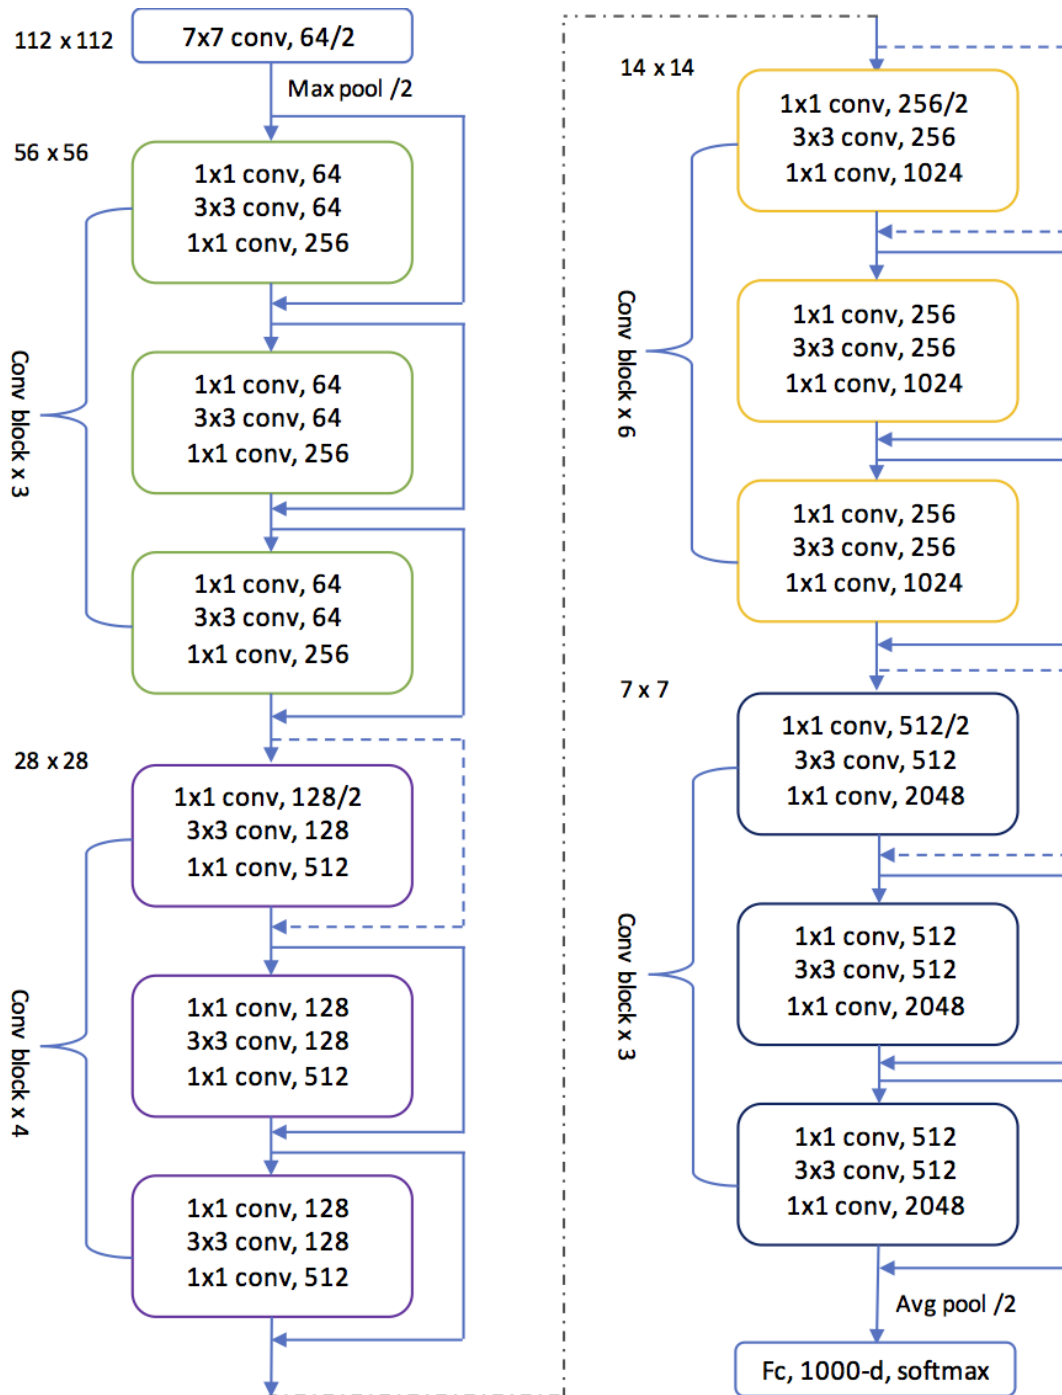 112 x 112
7x7 conv, 64/2
Max pool /2
56 x 56
1x1 conv, 64
3x3 conv, 64
1x1 conv, 256
Conv block x 3
1x1 conv, 64
3x3 conv, 64
1x1 conv, 256
1x1 conv, 64
3x3 conv, 64
1x1 conv, 256
28 x 28
1x1 conv, 128/2
3x3 conv, 128
1x1 conv, 512
Conv block x 4
1x1 conv, 128
3x3 conv, 128
1x1 conv, 512
1x1 conv, 128
3x3 conv, 128
1x1 conv, 512
14 x 14
1x1 conv, 256/2
3x3 conv, 256
1x1 conv, 1024
Conv block x 6
1x1 conv, 256
3x3 conv, 256
1x1 conv, 1024
1x1 conv, 256
3x3 conv, 256
1x1 conv, 1024
7 x 7
1x1 conv, 512/2
3x3 conv, 512
1x1 conv, 2048
Conv block x 3
1x1 conv, 512
3x3 conv, 512
1x1 conv, 2048
1x1 conv, 512
3x3 conv, 512
1x1 conv, 2048
Avg pool /2
Fc, 1000-d, softmax